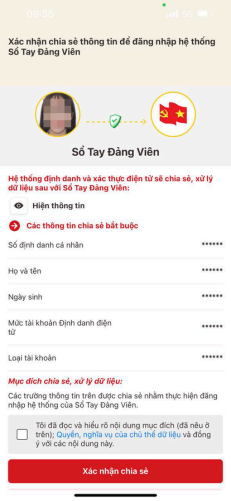 09:55
5G 55
Xác nhận chia sẻ thông tin để đăng nhập hệ thống
Sổ Tay Đảng Viên
Sổ Tay Đảng Viên
Hệ thống định danh và xác thực điện tử sẽ chia sẻ, xử lý
dữ liệu sau với Sổ Tay Đảng Viên:
Hiện thông tin
Các thông tin chia sẻ bắt buộc
Số định danh cá nhân ******
Họ và tên ******
Ngày sinh ******
Mức tài khoản Định danh điện
tử ******
Loại tài khoản ******
Mục đích chia sẻ, xử lý dữ liệu:
Các trường thông tin trên được chia sẻ nhằm thực hiện đăng
nhập hệ thống của Sổ Tay Đảng Viên.
Tôi đã đọc và hiểu rõ nội dung mục đích (đã nêu ở
trên); Quyền, nghĩa vụ của chủ thể dữ liệu và đồng
ý với các nội dung này.
Xác nhận chia sẻ